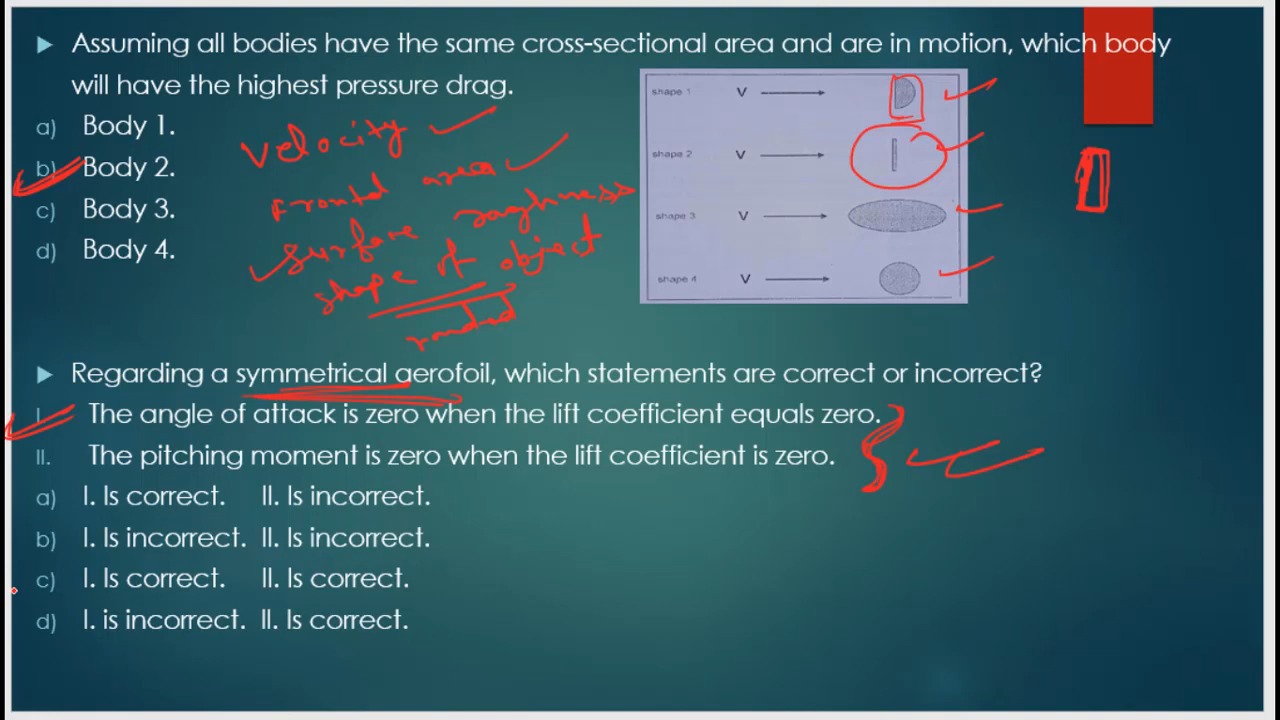 Assuming all bodies have the same cross-sectional area and are in motion, which body
will have the highest pressure drag.
a) Body 1.
b) Body 2.
c) Body 3.
d) Body 4.
velocity
Frontal area
surface roughness
shape of object
rounded
shape 1 V
shape 2 V
shape 3 V
shape 4 V
Regarding a symmetrical aerofoil, which statements are correct or incorrect?
I. The angle of attack is zero when the lift coefficient equals zero.
II. The pitching moment is zero when the lift coefficient is zero.
a) I. Is correct. II. Is incorrect.
b) I. Is incorrect. II. Is incorrect.
c) I. Is correct. II. Is correct.
d) I. is incorrect. II. Is correct.